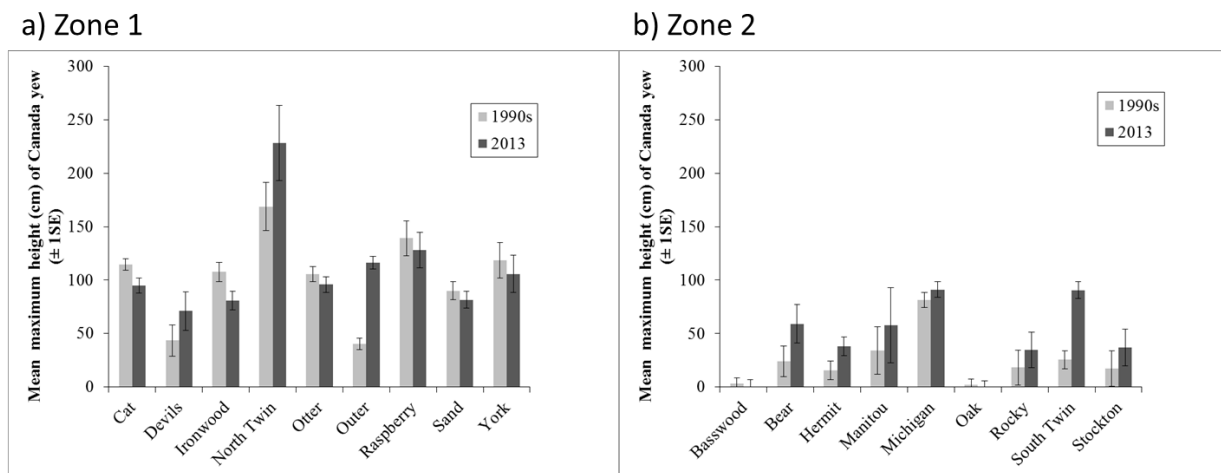 a) Zone 1
Mean maximum height (cm) of Canada yew
(± 1SE)
300
250
200
150
100
50
0
1990s
2013
Cat
Devils
Ironwood
North Twin
Otter
Outer
Raspberry
Sand
York
b) Zone 2
Mean maximum height (cm) of Canada yew
(± 1SE)
300
250
200
150
100
50
0
1990s
2013
Basswood
Bear
Hermit
Manitou
Michigan
Oak
Rocky
South Twin
Stockton